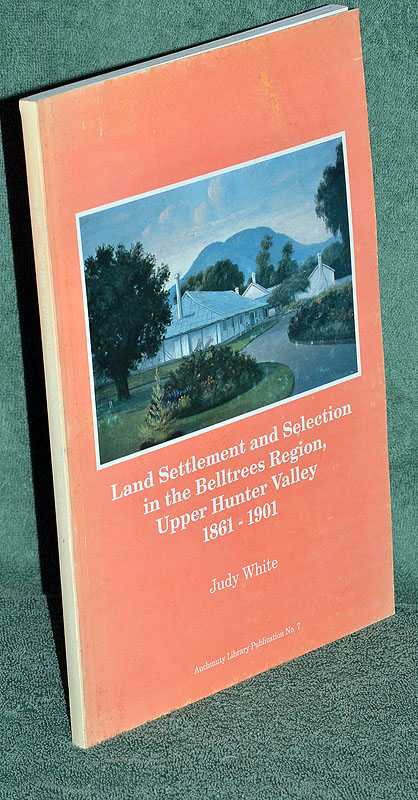 Land Settlement and Selection
in the Belltrees Region,
Upper Hunter Valley
1861 - 1901
Judy White
Auchmuty Library Publication No. 7